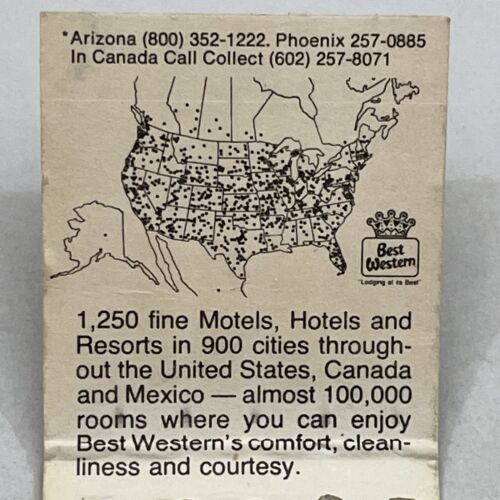 *Arizona (800) 352-1222. Phoenix 257-0885
In Canada Call Collect (602) 257-8071
Best
Western
"Lodging at its Best"
1,250 fine Motels, Hotels and
Resorts in 900 cities through-
out the United States, Canada
and Mexico — almost 100,000
rooms where you can enjoy
Best Western's comfort, clean-
liness and courtesy.